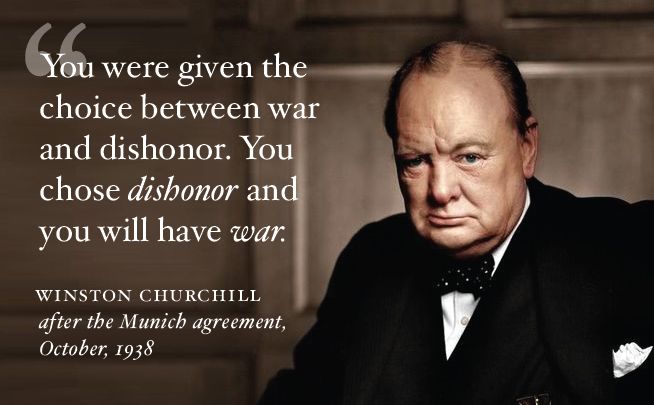 “You were given the
choice between war
and dishonor. You
chose dishonor and
you will have war.
WINSTON CHURCHILL
after the Munich agreement,
October, 1938